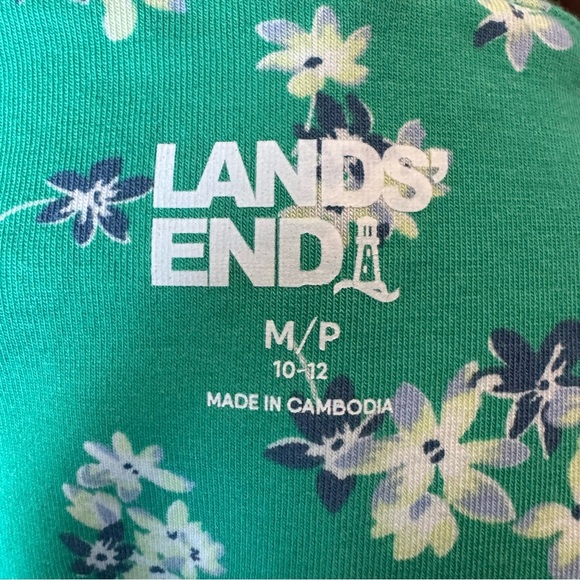 LANDS'
END
M/P
10-12
MADE IN CAMBODIA